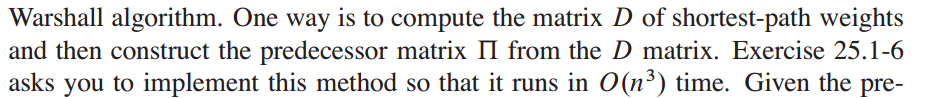 Warshall algorithm. One way is to compute the matrix D of shortest-path weights
and then construct the predecessor matrix Π from the D matrix. Exercise 25.1-6
asks you to implement this method so that it runs in O(n³) time. Given the pre-